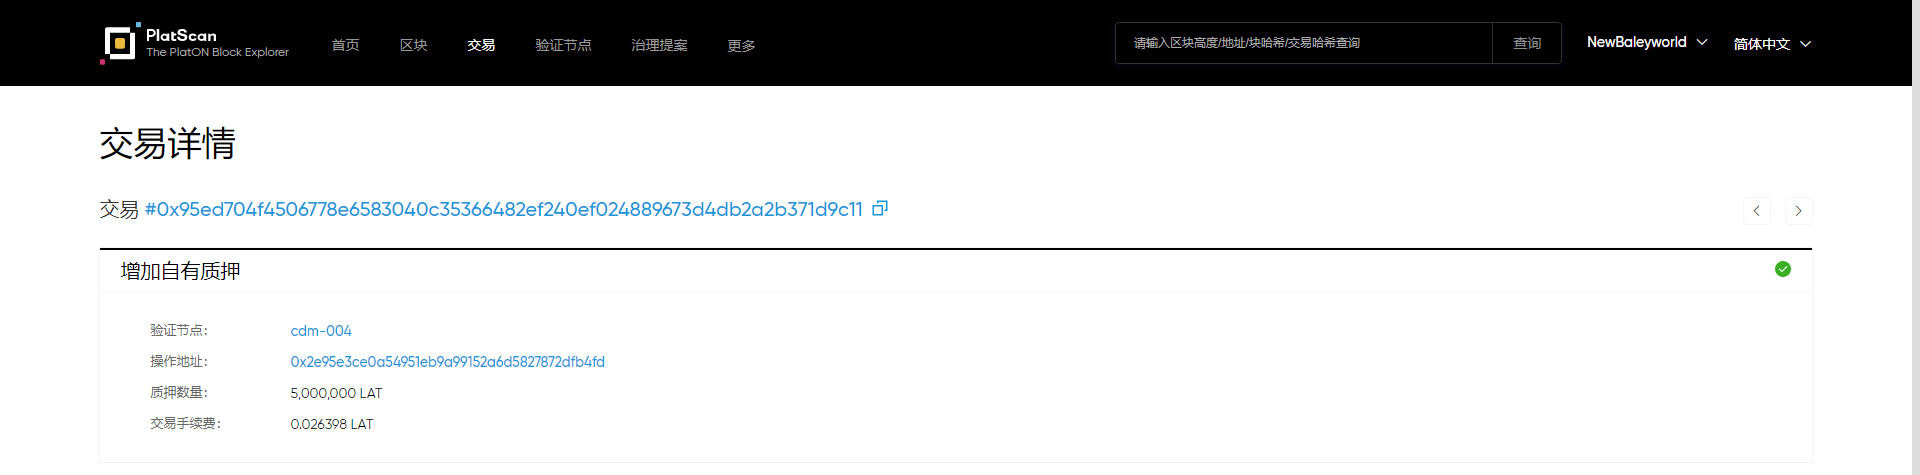 PlatScan
The PlatON Block Explorer
首页 区块 交易 验证节点 治理提案 更多
请输入区块高度/地址/块哈希/交易哈希查询 查询
NewBaleyworld 简体中文
交易详情
交易 #0x95ed704f4506778e6583040c35366482ef240ef024889673d4db2a2b371d9c11
增加自有质押
验证节点: cdm-004
操作地址: 0x2e95e3ce0a54951eb9a99152a6d5827872dfb4fd
质押数量: 5,000,000 LAT
交易手续费: 0.026398 LAT